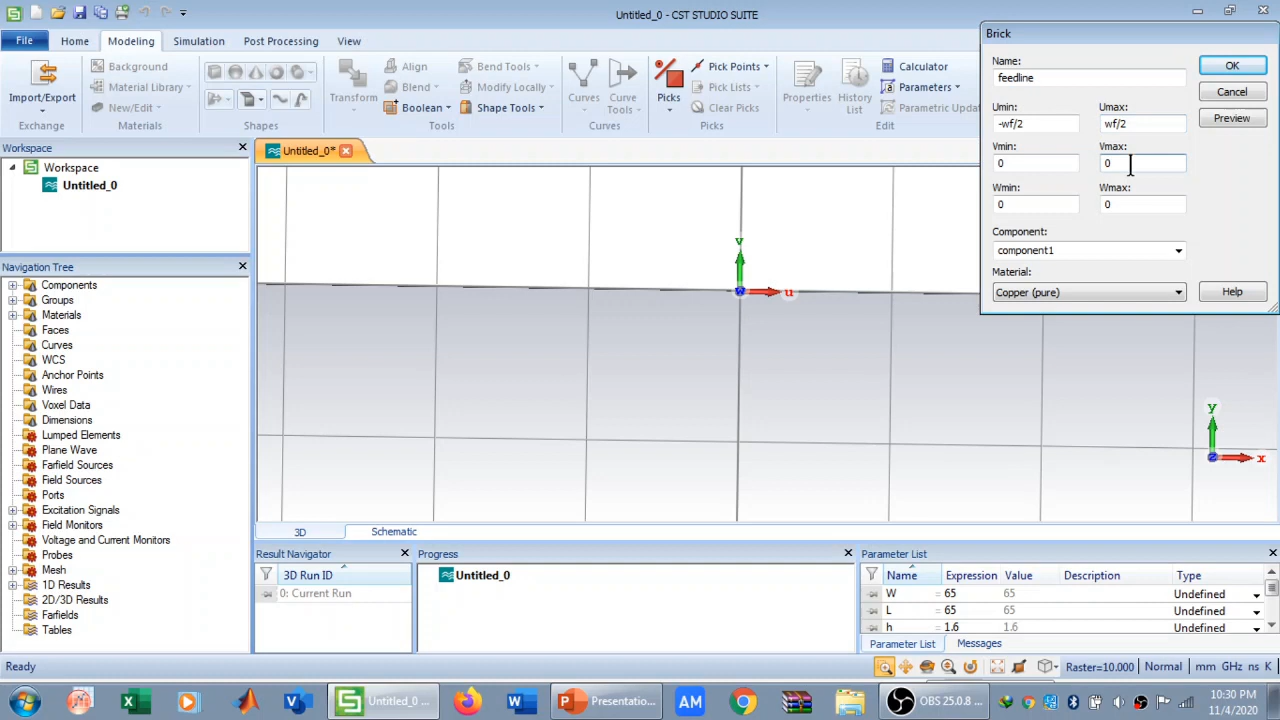 Untitled_0 - CST STUDIO SUITE
File
Home
Modeling
Simulation
Post Processing
View
Import/Export
Exchange
Background
Material Library
New/Edit
Materials
Shapes
Transform
Align
Blend
Boolean
Bend Tools
Modify Locally
Shape Tools
Tools
Curves
Curve Tools
Curves
Picks
Pick Points
Pick Lists
Clear Picks
Picks
Properties
History List
Calculator
Parameters
Parametric Upd
Edit
Brick
Name:
feedline
OK
Cancel
Preview
Umin:
Umax:
-wf/2
wf/2
Vmin:
Vmax:
0
0
Wmin:
Wmax:
0
0
Component:
component1
Material:
Copper (pure)
Help
Workspace
Workspace
Untitled_0
Untitled_0*
Navigation Tree
Components
Groups
Materials
Faces
Curves
WCS
Anchor Points
Wires
Voxel Data
Dimensions
Lumped Elements
Plane Wave
Farfield Sources
Field Sources
Ports
Excitation Signals
Field Monitors
Voltage and Current Monitors
Probes
Mesh
1D Results
2D/3D Results
Farfields
Tables
v
w
u
y
z
x
3D
Schematic
Result Navigator
3D Run ID
0: Current Run
Progress
Untitled_0
Parameter List
Name Expression Value Description Type
W = 65 65 Undefined
L = 65 65 Undefined
h = 1.6 1.6 Undefined
Parameter List
Messages
Ready
Raster=10.000 Normal mm GHz ns K
Untitled_0 ...
Presentatio...
AM
OBS 25.0.8 ...
10:30 PM
11/4/2020